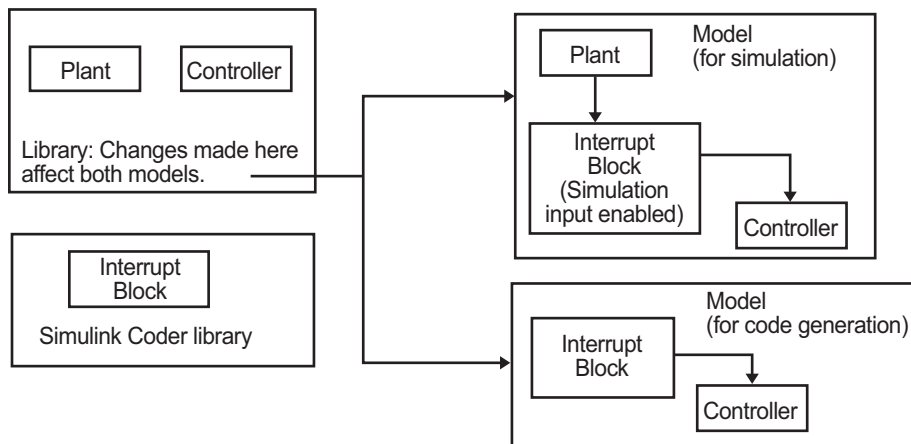 Plant
Controller
Library: Changes made here
affect both models.
Interrupt
Block
Simulink Coder library
Model
(for simulation)
Plant
Interrupt
Block
(Simulation
input enabled)
Controller
Model
(for code generation)
Interrupt
Block
Controller